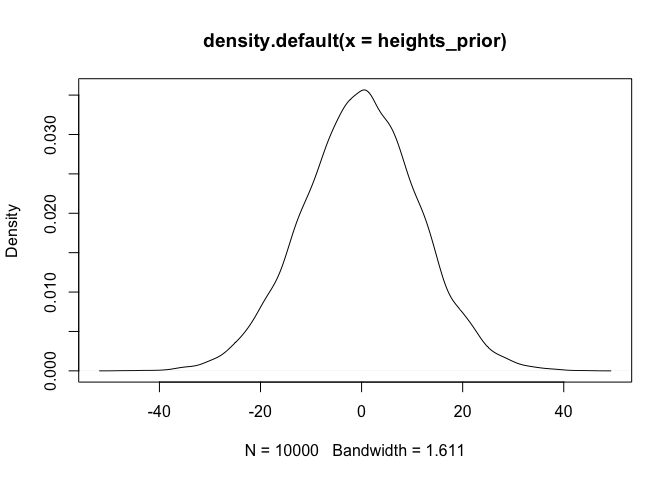 density.default(x = heights_prior)
Density
0.030
0.020
0.010
0.000
-40 -20 0 20 40
N = 10000   Bandwidth = 1.611